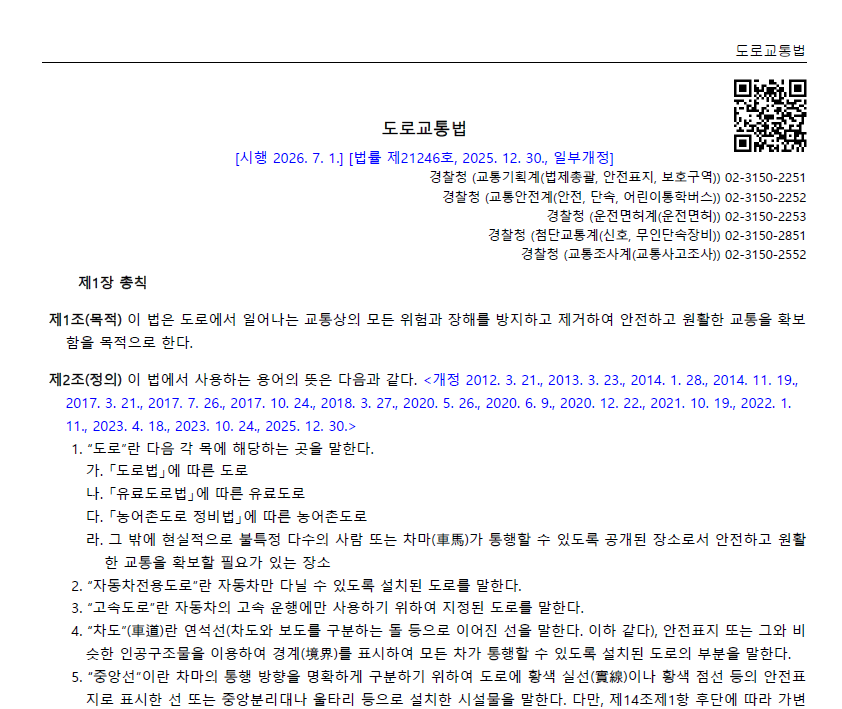 도로교통법
도로교통법
[시행 2026. 7. 1.] [법률 제21246호, 2025. 12. 30., 일부개정]
경찰청 (교통기획계(법제총괄, 안전표지, 보호구역)) 02-3150-2251
경찰청 (교통안전계(안전, 단속, 어린이통학버스)) 02-3150-2252
경찰청 (운전면허계(운전면허)) 02-3150-2253
경찰청 (첨단교통계(신호, 무인단속장비)) 02-3150-2851
경찰청 (교통조사계(교통사고조사)) 02-3150-2552
제1장 총칙
제1조(목적) 이 법은 도로에서 일어나는 교통상의 모든 위험과 장해를 방지하고 제거하여 안전하고 원활한 교통을 확보
함을 목적으로 한다.
제2조(정의) 이 법에서 사용하는 용어의 뜻은 다음과 같다. <개정 2012. 3. 21., 2013. 3. 23., 2014. 1. 28., 2014. 11. 19.,
2017. 3. 21., 2017. 7. 26., 2017. 10. 24., 2018. 3. 27., 2020. 5. 26., 2020. 6. 9., 2020. 12. 22., 2021. 10. 19., 2022. 1.
11., 2023. 4. 18., 2023. 10. 24., 2025. 12. 30.>
1. “도로”란 다음 각 목에 해당하는 곳을 말한다.
가. 「도로법」에 따른 도로
나. 「유료도로법」에 따른 유료도로
다. 「농어촌도로 정비법」에 따른 농어촌도로
라. 그 밖에 현실적으로 불특정 다수의 사람 또는 차마(車馬)가 통행할 수 있도록 공개된 장소로서 안전하고 원활
한 교통을 확보할 필요가 있는 장소
2. “자동차전용도로”란 자동차만 다닐 수 있도록 설치된 도로를 말한다.
3. “고속도로”란 자동차의 고속 운행에만 사용하기 위하여 지정된 도로를 말한다.
4. “차도”(車道)란 연석선(차도와 보도를 구분하는 돌 등으로 이어진 선을 말한다. 이하 같다), 안전표지 또는 그와 비
슷한 인공구조물을 이용하여 경계(境界)를 표시하여 모든 차가 통행할 수 있도록 설치된 도로의 부분을 말한다.
5. “중앙선”이란 차마의 통행 방향을 명확하게 구분하기 위하여 도로에 황색 실선(實線)이나 황색 점선 등의 안전표
지로 표시한 선 또는 중앙분리대나 울타리 등으로 설치한 시설물을 말한다. 다만, 제14조제1항 후단에 따라 가변